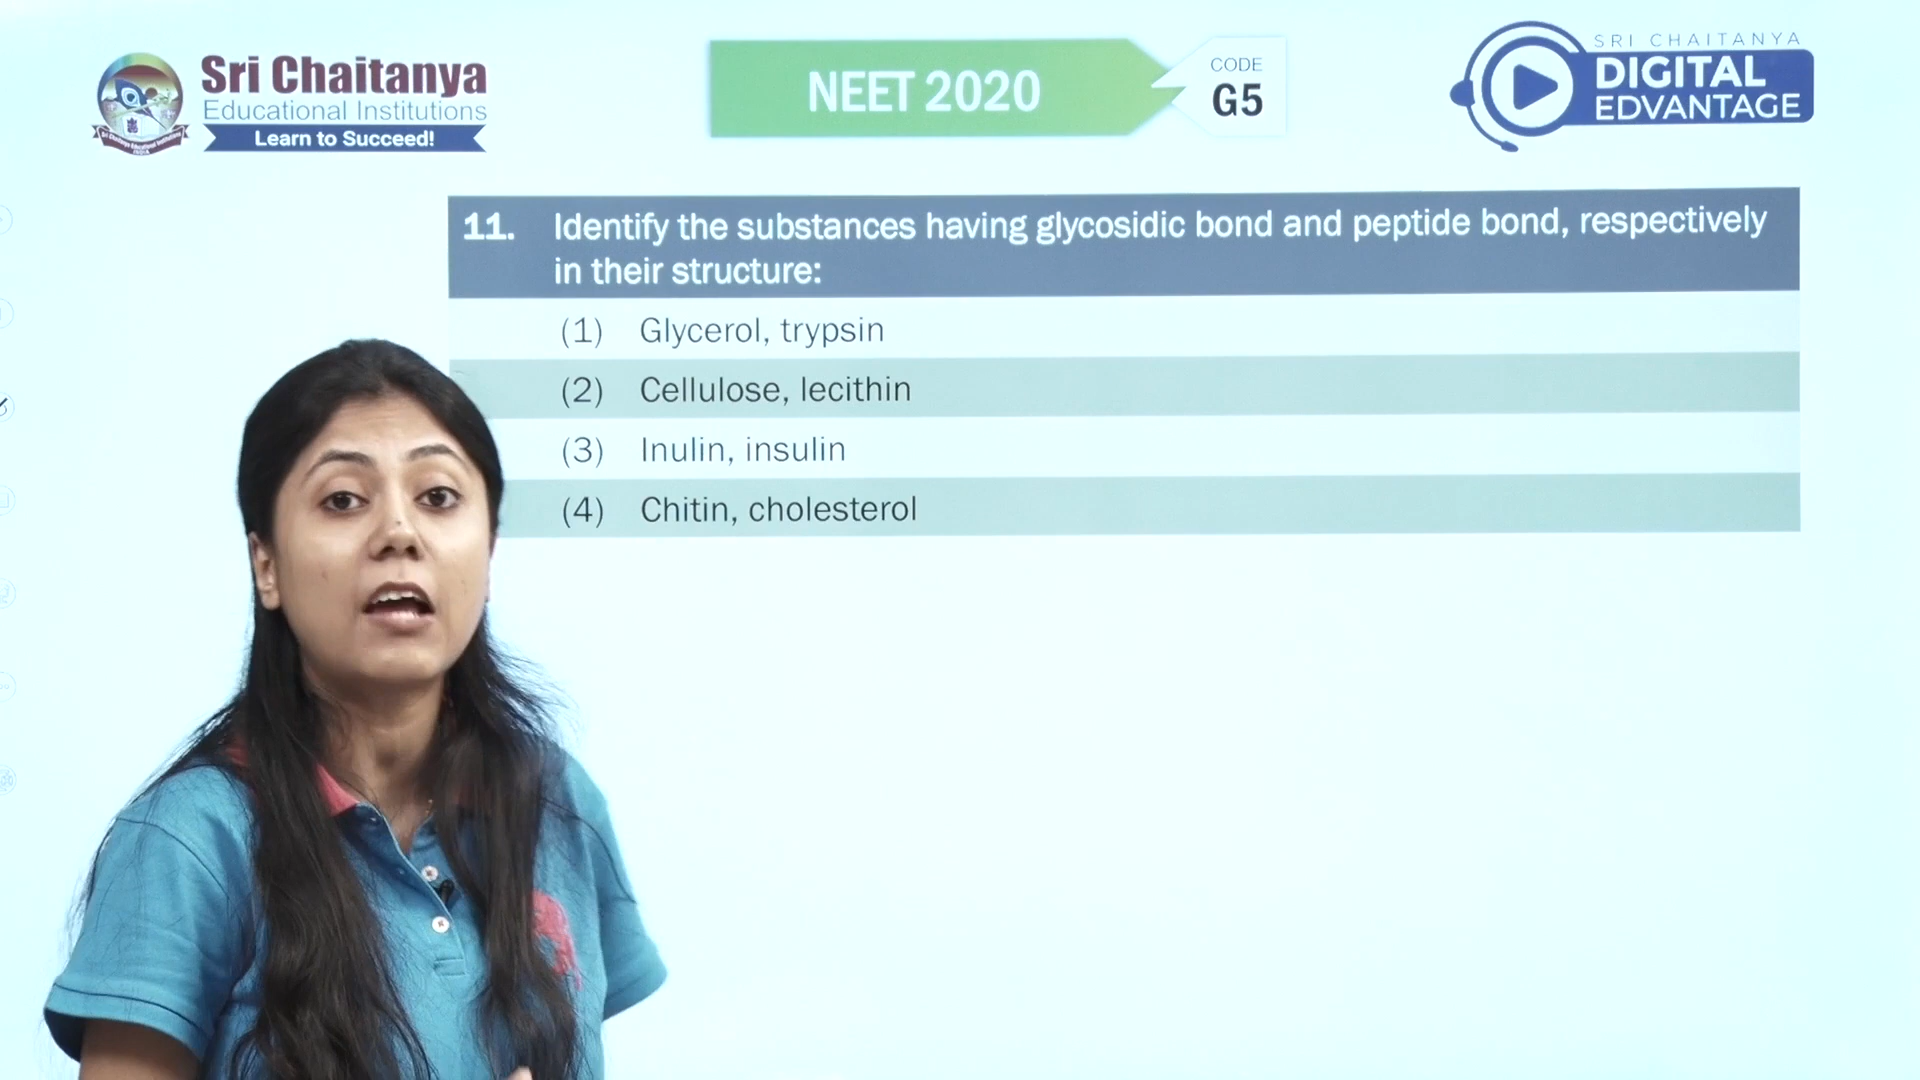 Sri Chaitanya
Educational Institutions
Learn to Succeed!
NEET 2020
CODE
G5
SRI CHAITANYA
DIGITAL
EDVANTAGE
11. Identify the substances having glycosidic bond and peptide bond, respectively
in their structure:
(1) Glycerol, trypsin
(2) Cellulose, lecithin
(3) Inulin, insulin
(4) Chitin, cholesterol